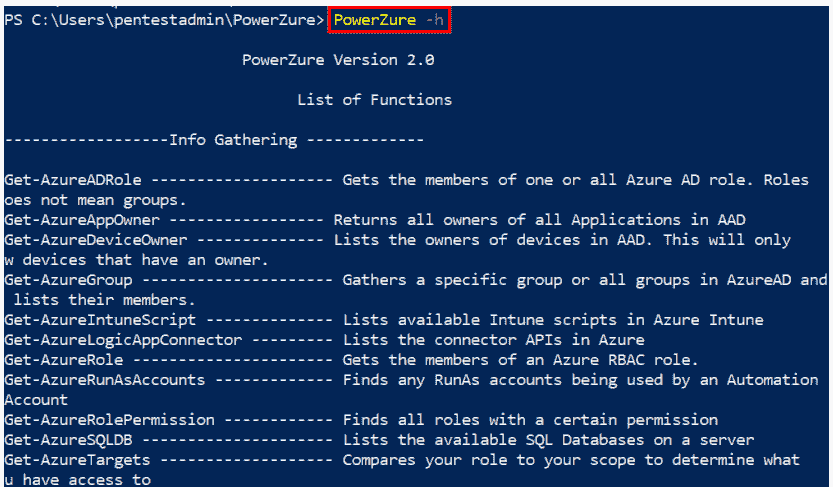 PS C:\Users\pentestadmin\PowerZure> PowerZure -h
PowerZure Version 2.0
List of Functions
------------------Info Gathering -------------
Get-AzureADRole -------------------- Gets the members of one or all Azure AD role. Roles
oes not mean groups.
Get-AzureAppOwner ----------------- Returns all owners of all Applications in AAD
Get-AzureDeviceOwner -------------- Lists the owners of devices in AAD. This will only
w devices that have an owner.
Get-AzureGroup --------------------- Gathers a specific group or all groups in AzureAD and
lists their members.
Get-AzureIntuneScript -------------- Lists available Intune scripts in Azure Intune
Get-AzureLogicAppConnector --------- Lists the connector APIs in Azure
Get-AzureRole ---------------------- Gets the members of an Azure RBAC role.
Get-AzureRunAsAccounts ------------- Finds any RunAs accounts being used by an Automation
Account
Get-AzureRolePermission ------------ Finds all roles with a certain permission
Get-AzureSQLDB --------------------- Lists the available SQL Databases on a server
Get-AzureTargets ------------------- Compares your role to your scope to determine what
u have access to